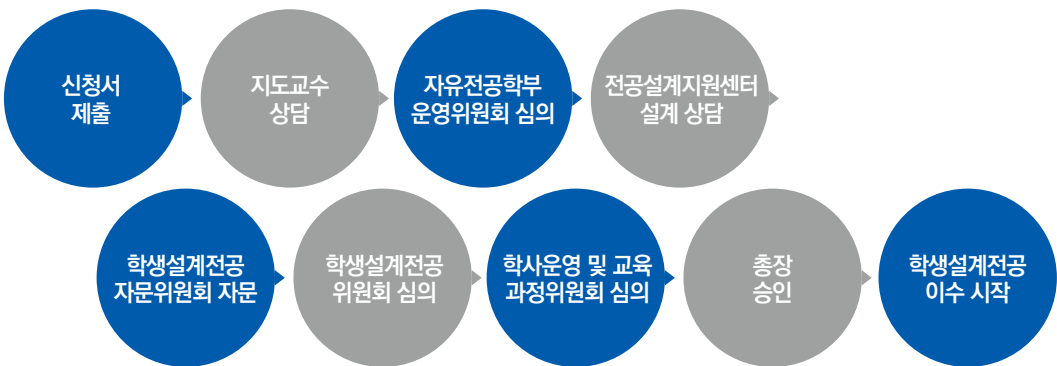 신청서
제출
지도교수
상담
자유전공학부
운영위원회 심의
전공설계지원센터
설계 상담
학생설계전공
자문위원회 자문
학생설계전공
위원회 심의
학사운영 및 교육
과정위원회 심의
총장
승인
학생설계전공
이수 시작